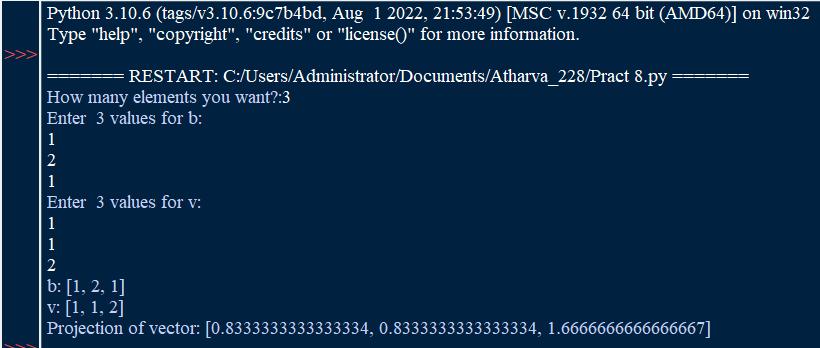 Python 3.10.6 (tags/v3.10.6:9c7b4bd, Aug  1 2022, 21:53:49) [MSC v.1932 64 bit (AMD64)] on win32
Type "help", "copyright", "credits" or "license()" for more information.
>>>
======= RESTART: C:/Users/Administrator/Documents/Atharva_228/Pract 8.py =======
How many elements you want?:3
Enter  3 values for b:
1
2
1
Enter  3 values for v:
1
1
2
b: [1, 2, 1]
v: [1, 1, 2]
Projection of vector: [0.8333333333333334, 0.8333333333333334, 1.6666666666666667]
>>>